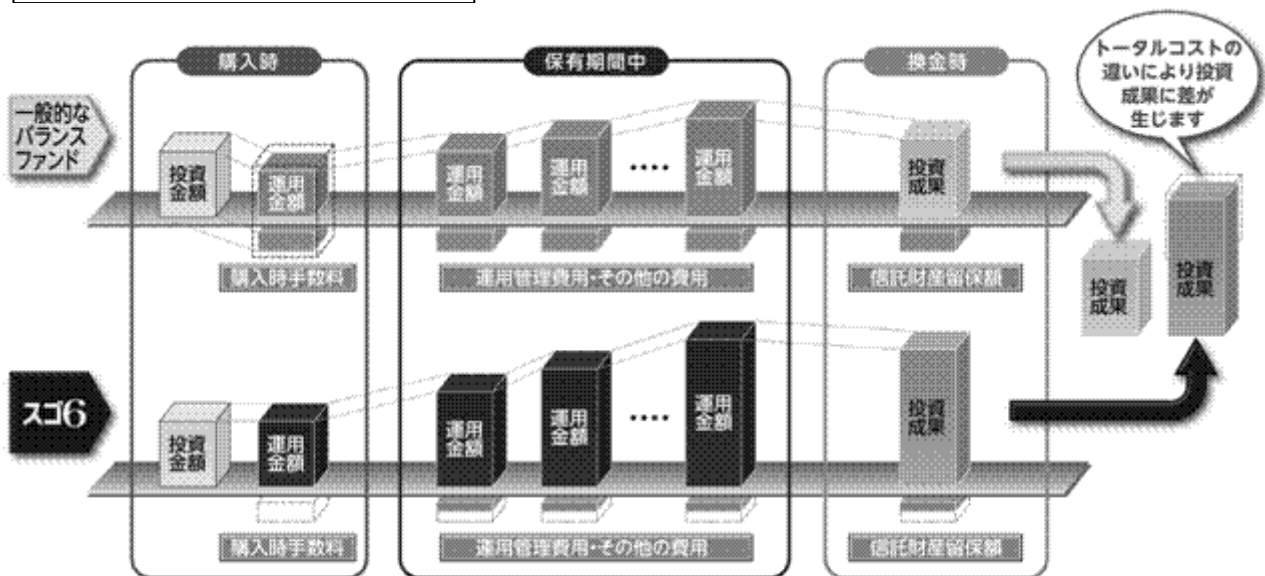 購入時
保有期間中
換金時
トータルコストの
違いにより投資
成果に差が
生じます
一般的な
バランス
ファンド
投資
金額
運用
金額
運用
金額
運用
金額
····
運用
金額
投資
成果
購入時手数料
運用管理費用・その他の費用
信託財産留保額
投資
成果
投資
成果
スゴ6
投資
金額
運用
金額
運用
金額
運用
金額
····
運用
金額
投資
成果
購入時手数料
運用管理費用・その他の費用
信託財産留保額